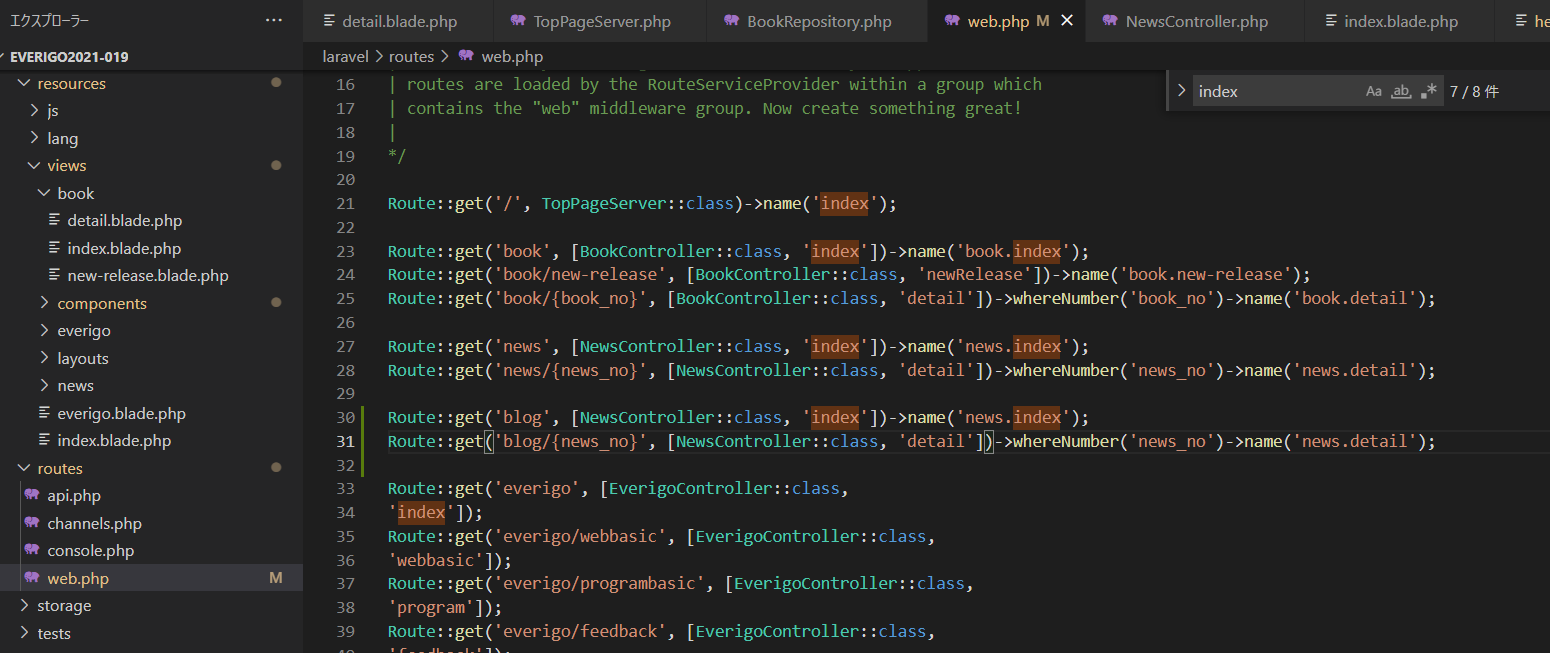 エクスプローラー ···
EVERIGO2021-019
resources
js
lang
views
book
detail.blade.php
index.blade.php
new-release.blade.php
components
everigo
layouts
news
everigo.blade.php
index.blade.php
routes
api.php
channels.php
console.php
web.php M
storage
tests
detail.blade.php TopPageServer.php BookRepository.php web.php M NewsController.php index.blade.php he
laravel > routes > web.php
index Aa ab 7 / 8 件
16 | routes are loaded by the RouteServiceProvider within a group which
17 | contains the "web" middleware group. Now create something great!
18 |
19 */
20
21 Route::get('/', TopPageServer::class)->name('index');
22
23 Route::get('book', [BookController::class, 'index'])->name('book.index');
24 Route::get('book/new-release', [BookController::class, 'newRelease'])->name('book.new-release');
25 Route::get('book/{book_no}', [BookController::class, 'detail'])->whereNumber('book_no')->name('book.detail');
26
27 Route::get('news', [NewsController::class, 'index'])->name('news.index');
28 Route::get('news/{news_no}', [NewsController::class, 'detail'])->whereNumber('news_no')->name('news.detail');
29
30 Route::get('blog', [NewsController::class, 'index'])->name('news.index');
31 Route::get('blog/{news_no}', [NewsController::class, 'detail'])->whereNumber('news_no')->name('news.detail');
32
33 Route::get('everigo', [EverigoController::class,
34 'index']);
35 Route::get('everigo/webbasic', [EverigoController::class,
36 'webbasic']);
37 Route::get('everigo/programbasic', [EverigoController::class,
38 'program']);
39 Route::get('everigo/feedback', [EverigoController::class,